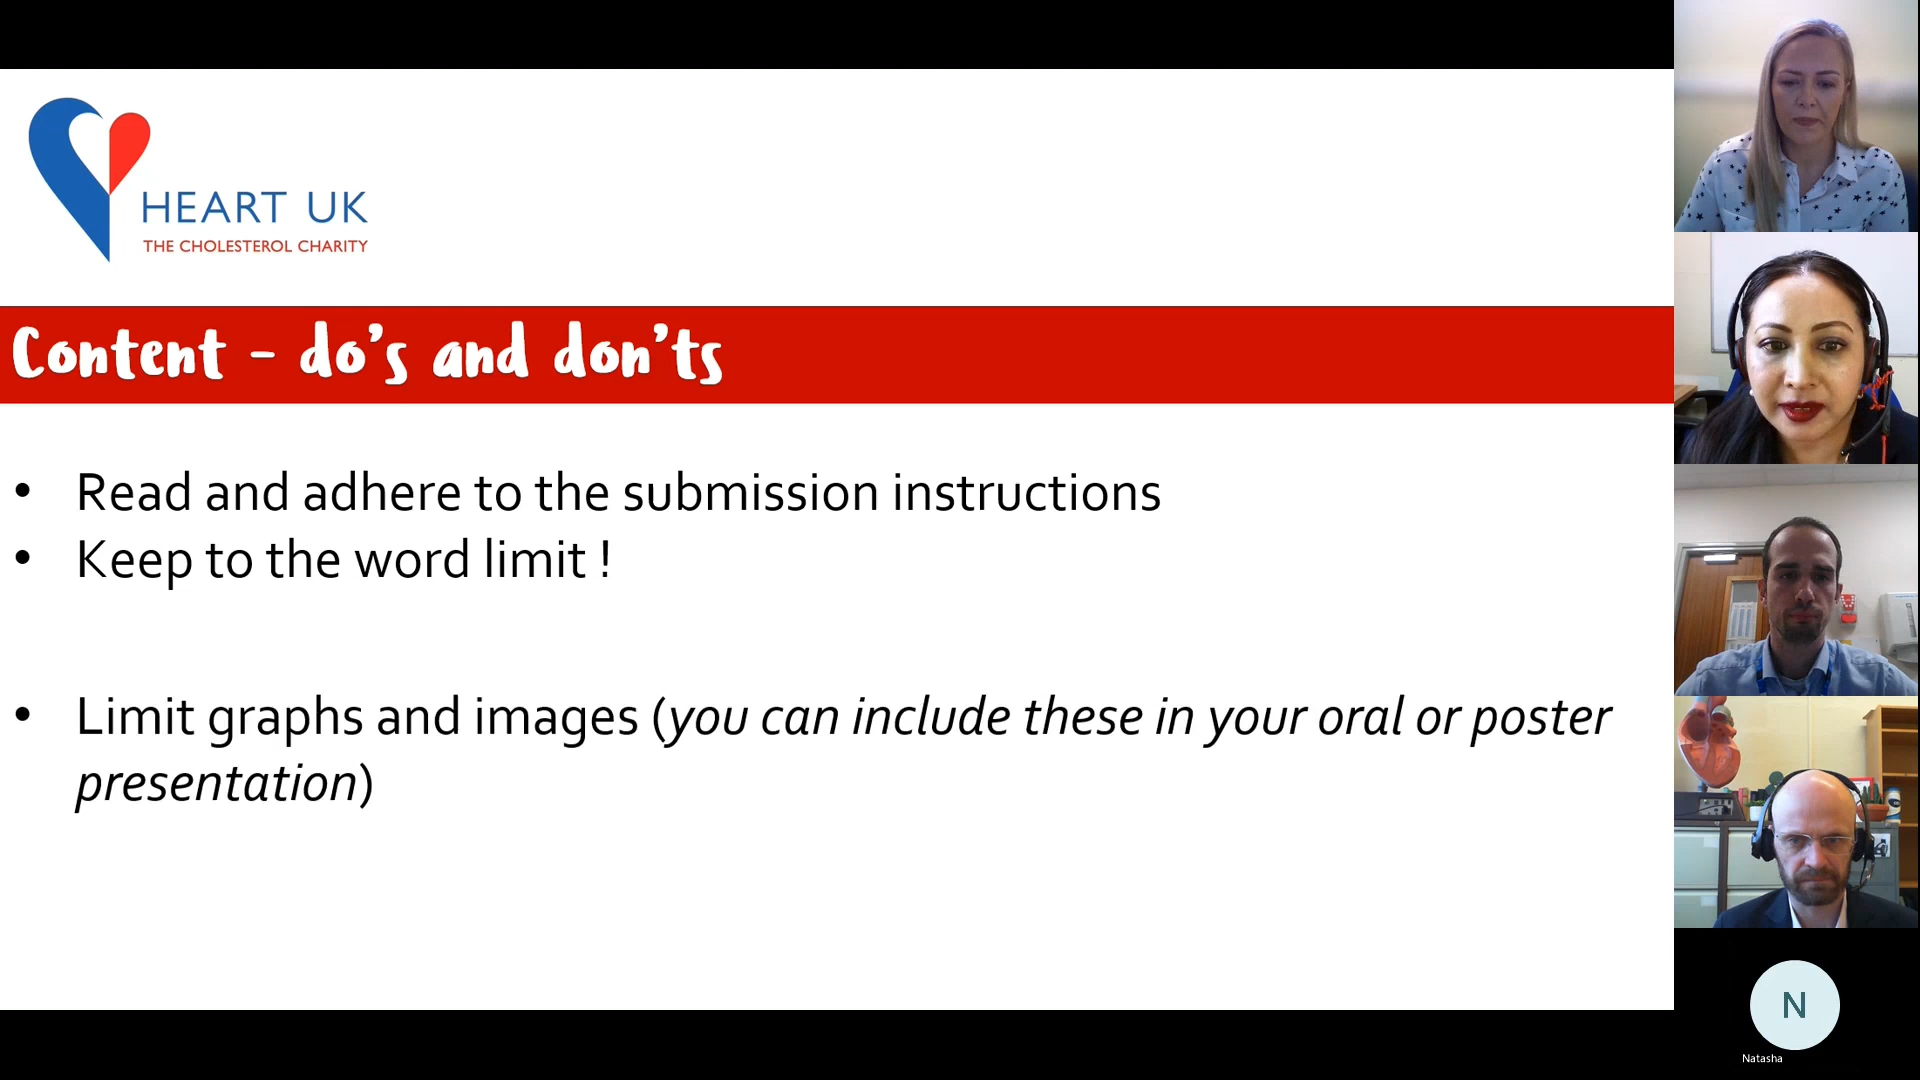 HEART UK
THE CHOLESTEROL CHARITY
Content - do's and don'ts
• Read and adhere to the submission instructions
• Keep to the word limit !
• Limit graphs and images (you can include these in your oral or poster
presentation)
N
Natasha